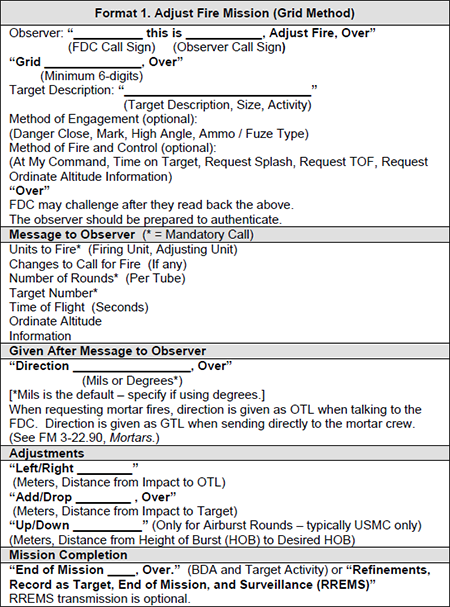 Format 1. Adjust Fire Mission (Grid Method)
Observer: “__________ this is ___________, Adjust Fire, Over”
(FDC Call Sign) (Observer Call Sign)
“Grid ______________, Over”
(Minimum 6-digits)
Target Description: “___________________________”
(Target Description, Size, Activity)
Method of Engagement (optional):
(Danger Close, Mark, High Angle, Ammo / Fuze Type)
Method of Fire and Control (optional):
(At My Command, Time on Target, Request Splash, Request TOF, Request
Ordinate Altitude Information)
“Over”
FDC may challenge after they read back the above.
The observer should be prepared to authenticate.
Message to Observer (* = Mandatory Call)
Units to Fire* (Firing Unit, Adjusting Unit)
Changes to Call for Fire (If any)
Number of Rounds* (Per Tube)
Target Number*
Time of Flight (Seconds)
Ordinate Altitude
Information
Given After Message to Observer
“Direction _________________, Over”
(Mils or Degrees*)
[*Mils is the default – specify if using degrees.]
When requesting mortar fires, direction is given as OTL when talking to the
FDC. Direction is given as GTL when sending directly to the mortar crew.
(See FM 3-22.90, Mortars.)
Adjustments
“Left/Right ________”
(Meters, Distance from Impact to OTL)
“Add/Drop ________ , Over”
(Meters, Distance from Impact to Target)
“Up/Down __________” (Only for Airburst Rounds – typically USMC only)
(Meters, Distance from Height of Burst (HOB) to Desired HOB)
Mission Completion
“End of Mission ____, Over.” (BDA and Target Activity) or “Refinements,
Record as Target, End of Mission, and Surveillance (RREMS)”
RREMS transmission is optional.